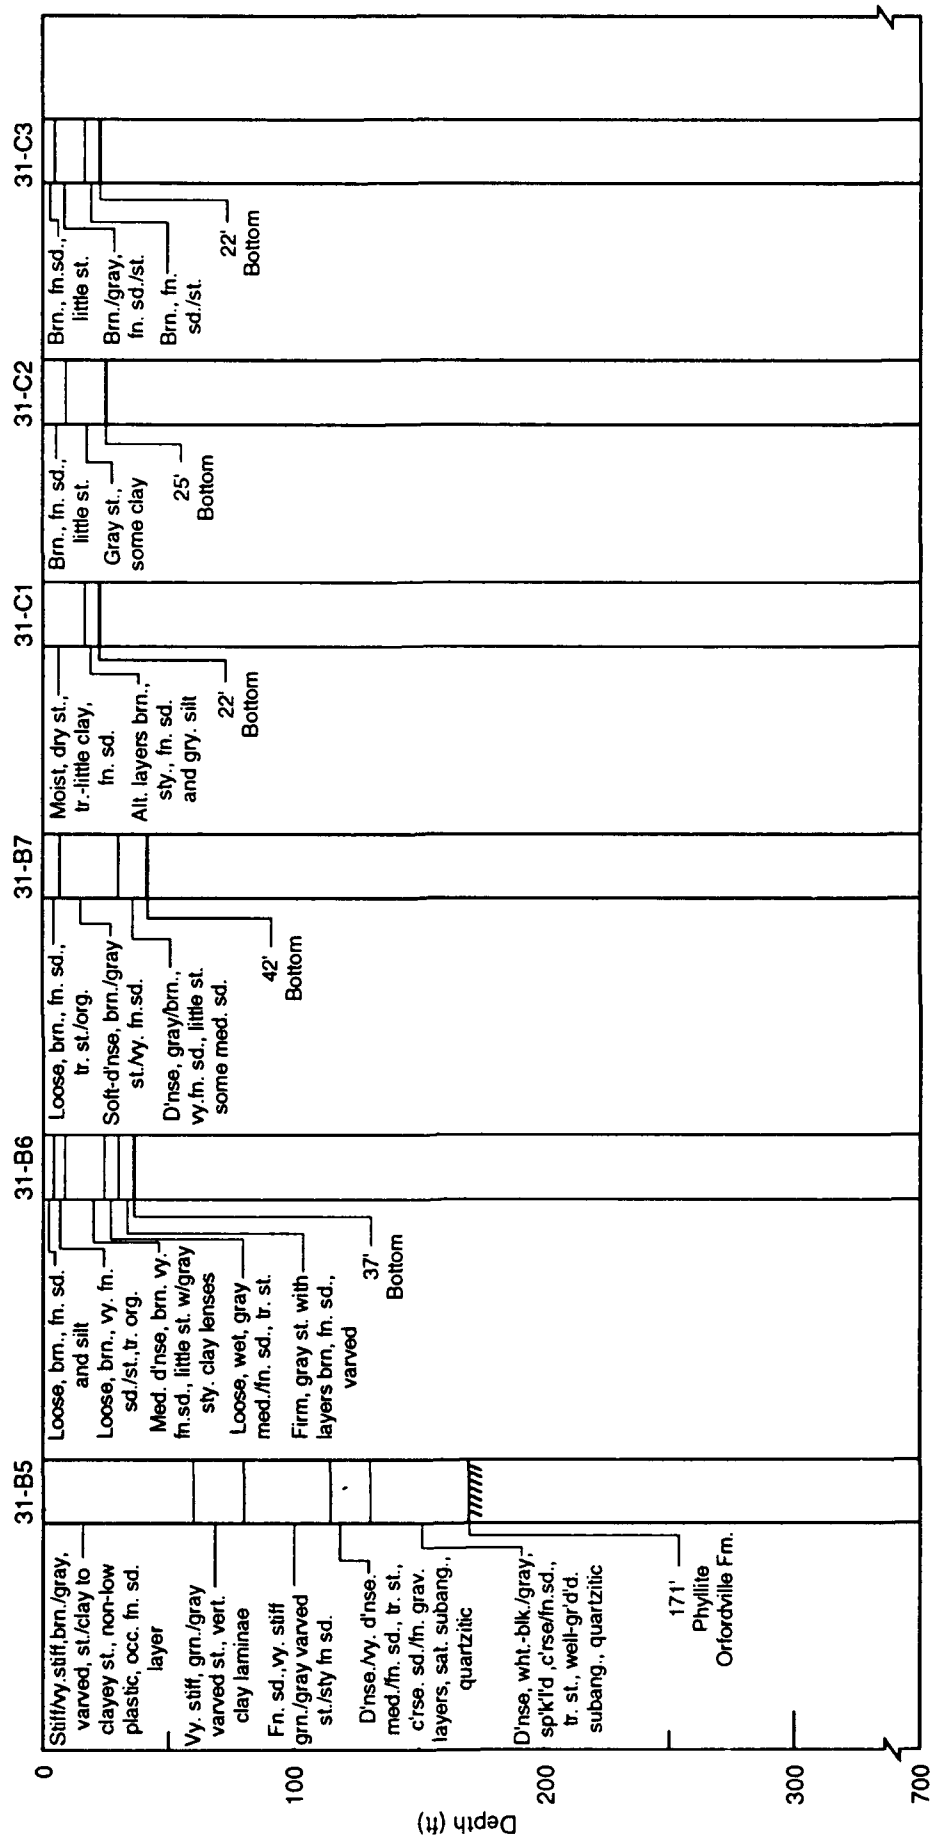 31-B5
31-B6
31-B7
31-C1
31-C2
31-C3
Depth (ft)
0
100
200
300
700
Stiff/vy.stiff,brn./gray,
varved, st./clay to
clayey st., non-low
plastic, occ. fn. sd.
layer
Vy. stiff, grn./gray
varved st., vert.
clay laminae
Fn. sd.,vy. stiff
grn./gray varved
st./sty fn sd.
D'nse./vy. d'nse.
med./fn. sd., tr. st.,
c'rse. sd./fn. grav.
layers, sat. subang.,
quartzitic
D'nse, wht.-blk./gray,
sp'k'l'd ,c'rse/fn.sd.,
tr. st., well-gr'd'd.
subang., quartzitic
171'
Phyllite
Orfordville Fm.
Loose, brn., fn. sd.
and silt
Loose, brn., vy. fn.
sd./st.,tr. org.
Med. d'nse, brn. vy.
fn.sd., little st. w/gray
sty. clay lenses
Loose, wet, gray
med./fn. sd., tr. st.
Firm, gray st. with
layers brn, fn. sd.,
varved
37'
Bottom
Loose, brn., fn. sd.,
tr. st./org.
Soft-d'nse, brn./gray
st./vy. fn.sd.
D'nse, gray/brn.,
vy.fn. sd., little st.
some med. sd.
42'
Bottom
Moist, dry st.,
tr.-little clay,
fn. sd.
Alt. layers brn.,
sty., fn. sd.
and gry. silt
22'
Bottom
Brn., fn. sd.,
little st.
Gray st.,
some clay
25'
Bottom
Brn., fn.sd.,
little st.
Brn./gray,
fn. sd./st.
Brn., fn.
sd./st.
22'
Bottom